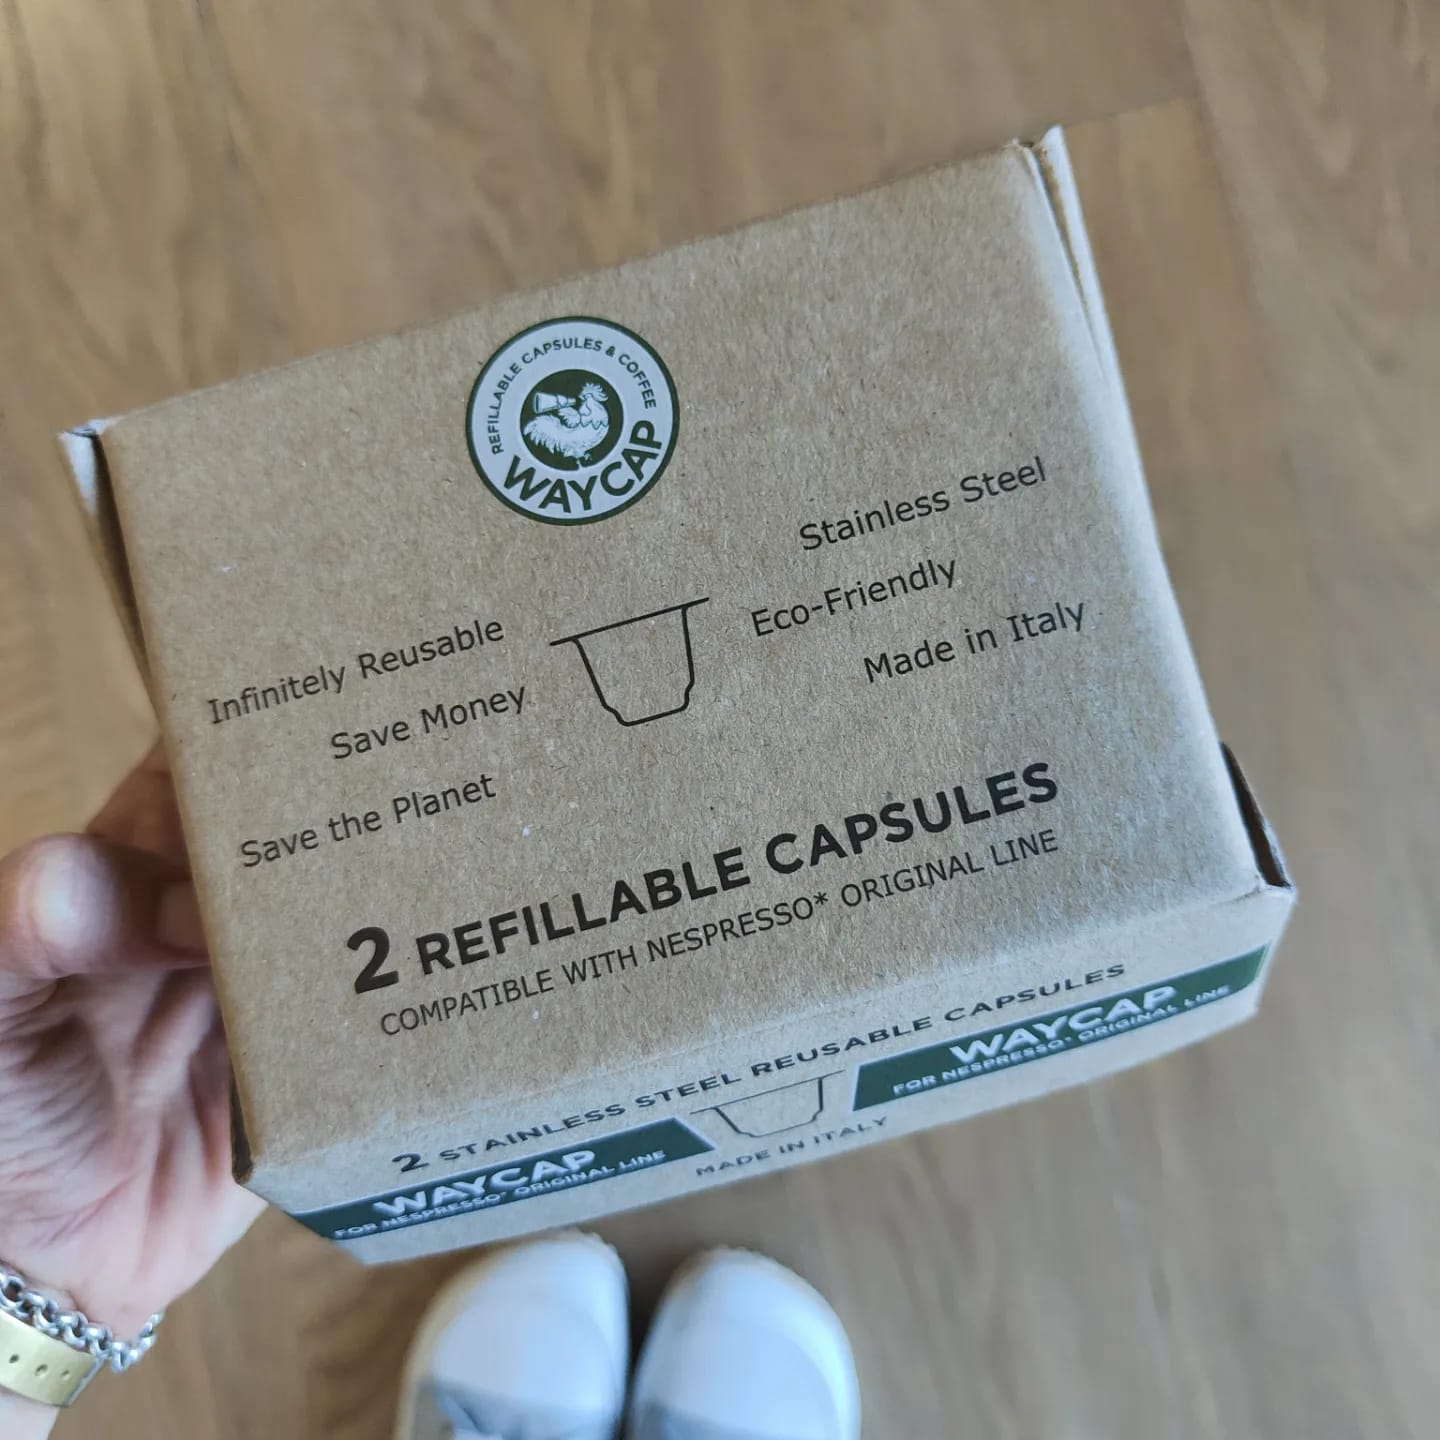 REFILLABLE CAPSULES & COFFEE
WAYCAP
Infinitely Reusable
Save Money
Save the Planet
Stainless Steel
Eco-Friendly
Made in Italy
2 REFILLABLE CAPSULES
COMPATIBLE WITH NESPRESSO* ORIGINAL LINE
2 STAINLESS STEEL REUSABLE CAPSULES
WAYCAP
FOR NESPRESSO* ORIGINAL LINE
MADE IN ITALY
WAYCAP
FOR NESPRESSO* ORIGINAL LINE